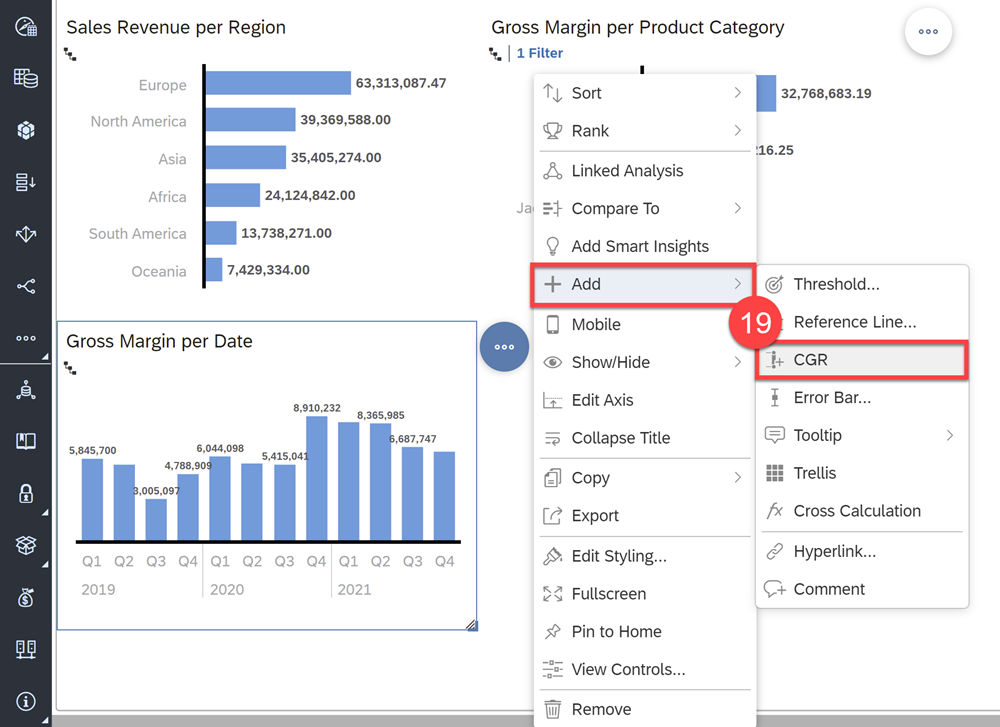 Sales Revenue per Region
Europe 63,313,087.47
North America 39,369,588.00
Asia 35,405,274.00
Africa 24,124,842.00
South America 13,738,271.00
Oceania 7,429,334.00
Gross Margin per Product Category
1 Filter
32,768,683.19
216.25
Gross Margin per Date
8,910,232
8,365,985
6,687,747
6,044,098
5,845,700
5,415,041
4,788,909
3,005,097
Q1 Q2 Q3 Q4 Q1 Q2 Q3 Q4 Q1 Q2 Q3 Q4
2019 2020 2021
Sort
Rank
Linked Analysis
Compare To
Add Smart Insights
Add
Mobile
Show/Hide
Edit Axis
Collapse Title
Copy
Export
Edit Styling...
Fullscreen
Pin to Home
View Controls...
Remove
19
Threshold...
Reference Line...
CGR
Error Bar...
Tooltip
Trellis
Cross Calculation
Hyperlink...
Comment